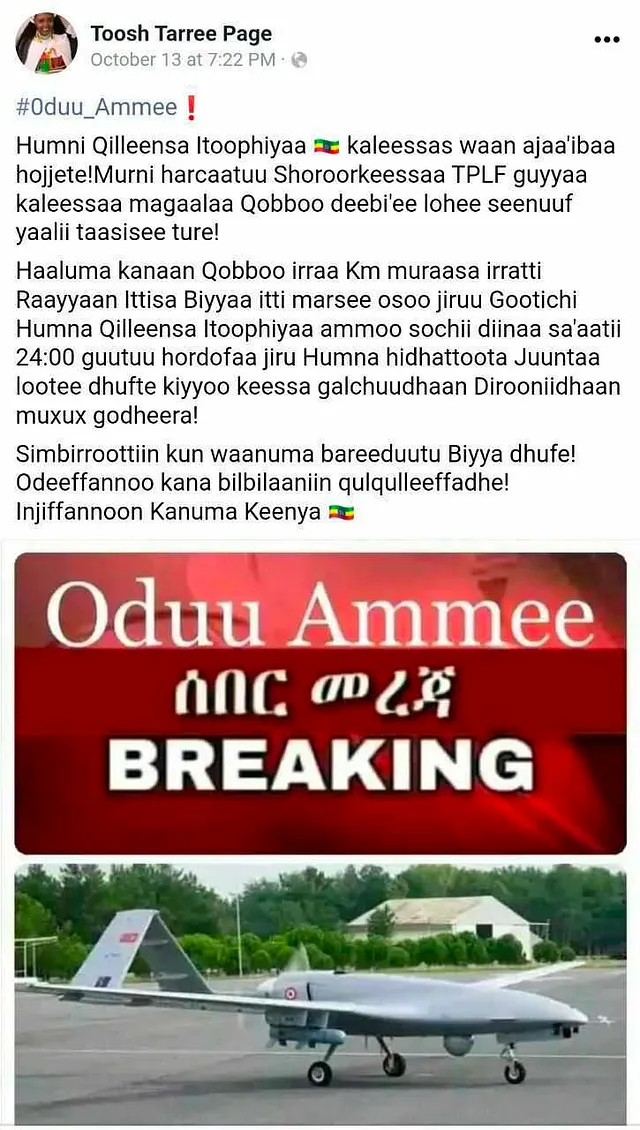 Toosh Tarree Page
October 13 at 7:22 PM ·
#Oduu_Ammee❗
Humni Qilleensa Itoophiyaa 🇪🇹 kaleessas waan ajaa'ibaa
hojjete!Murni harcaatuu Shoroorkeessaa TPLF guyyaa
kaleessaa magaalaa Qobboo deebi'ee lohee seenuuf
yaalii taasisee ture!
Haaluma kanaan Qobboo irraa Km muraasa irratti
Raayyaan Ittisa Biyyaa itti marsee osoo jiruu Gootichi
Humna Qilleensa Itoophiyaa ammoo sochii diinaa sa'aatii
24:00 guutuu hordofaa jiru Humna hidhattoota Juuntaa
lootee dhufte kiyyoo keessa galchuudhaan Dirooniidhaan
muxux godheera!
Simbirroottiin kun waanuma bareeduutu Biyya dhufe!
Odeeffannoo kana bilbilaaniin qulqulleeffadhe!
Injiffannoon Kanuma Keenya 🇪🇹
Oduu Ammee
ሰበር መረጃ
BREAKING